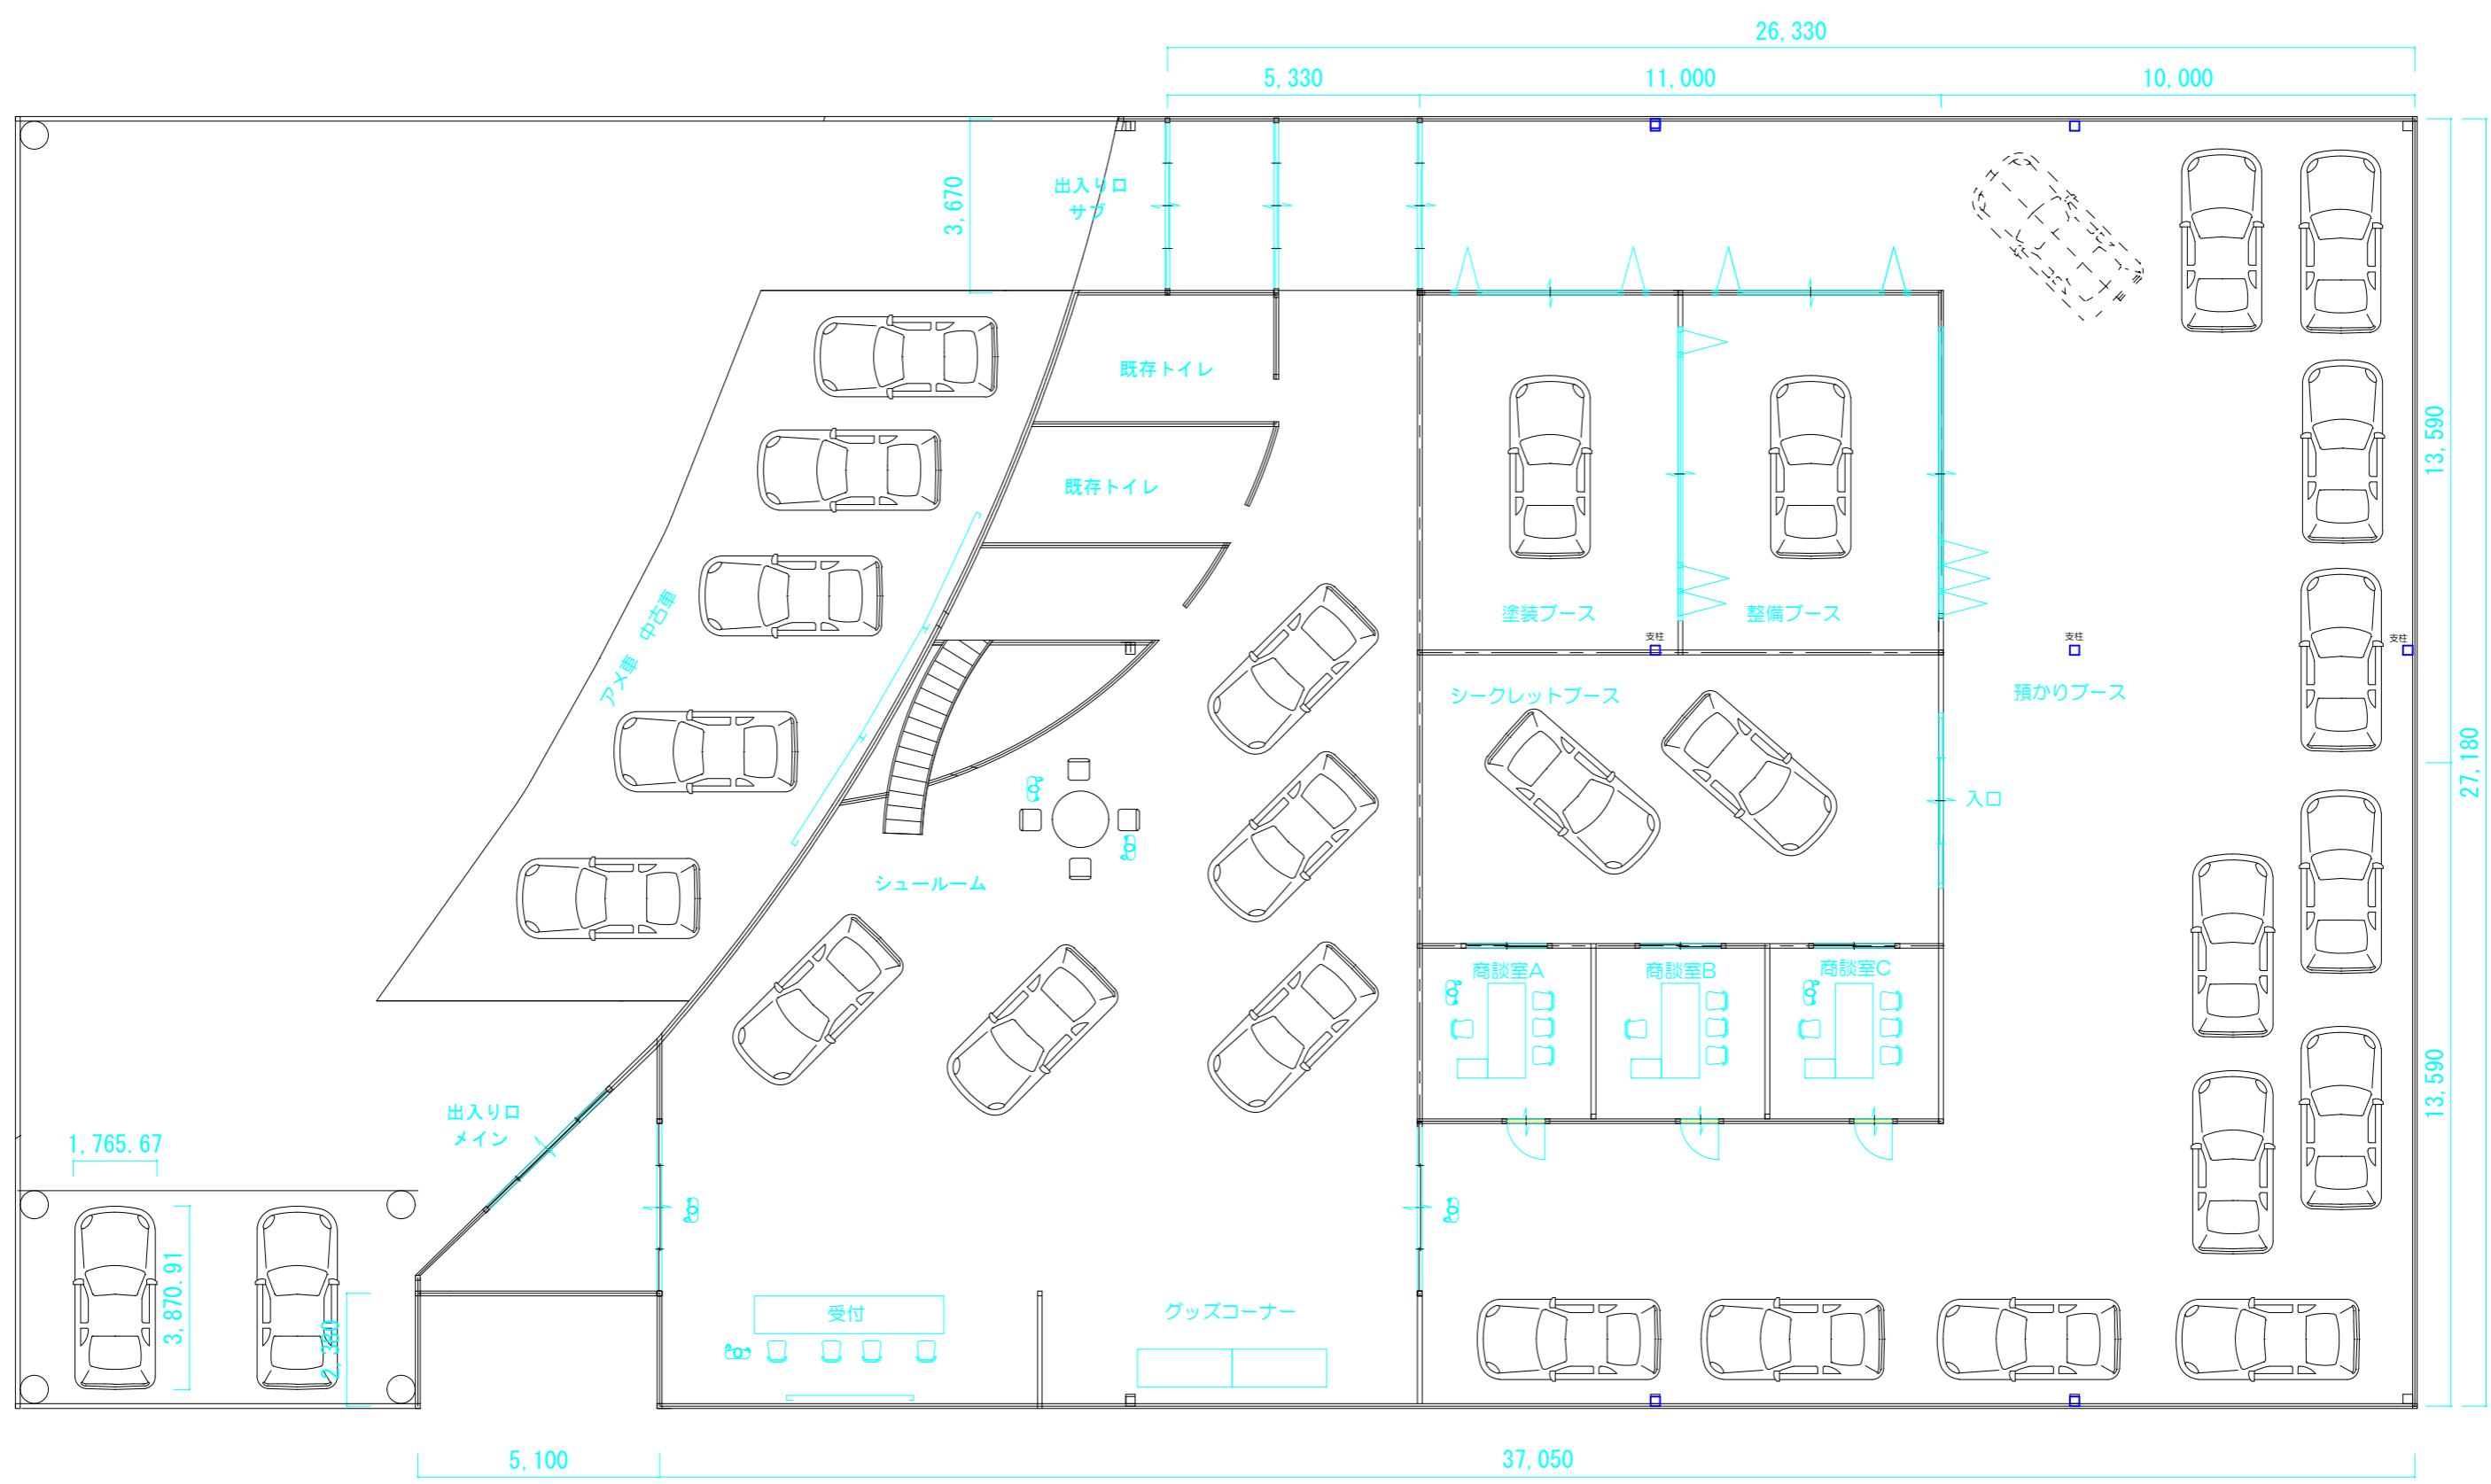 26,330
5,330
11,000
10,000
3,670
出入り口
サブ
既存トイレ
既存トイレ
13,590
アメ車 中古車
塗装ブース
整備ブース
支柱
支柱
支柱
シークレットブース
預かりブース
27,180
入口
シュールーム
商談室A
商談室B
商談室C
13,590
出入り口
メイン
1,765.67
3,870.91
受付
グッズコーナー
5,100
37,050